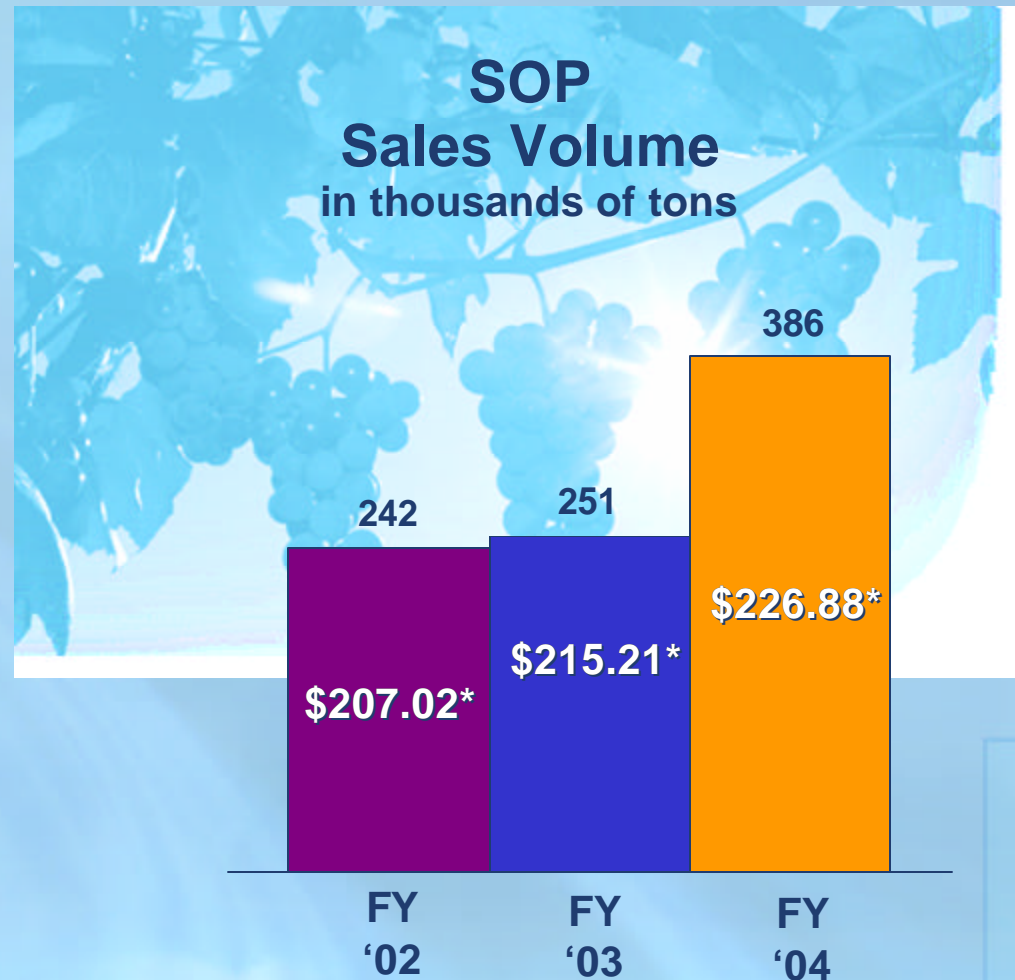 SOP
Sales Volume
in thousands of tons
386
242
251
$226.88*
$215.21*
$207.02*
FY
‘02
FY
‘03
FY
‘04